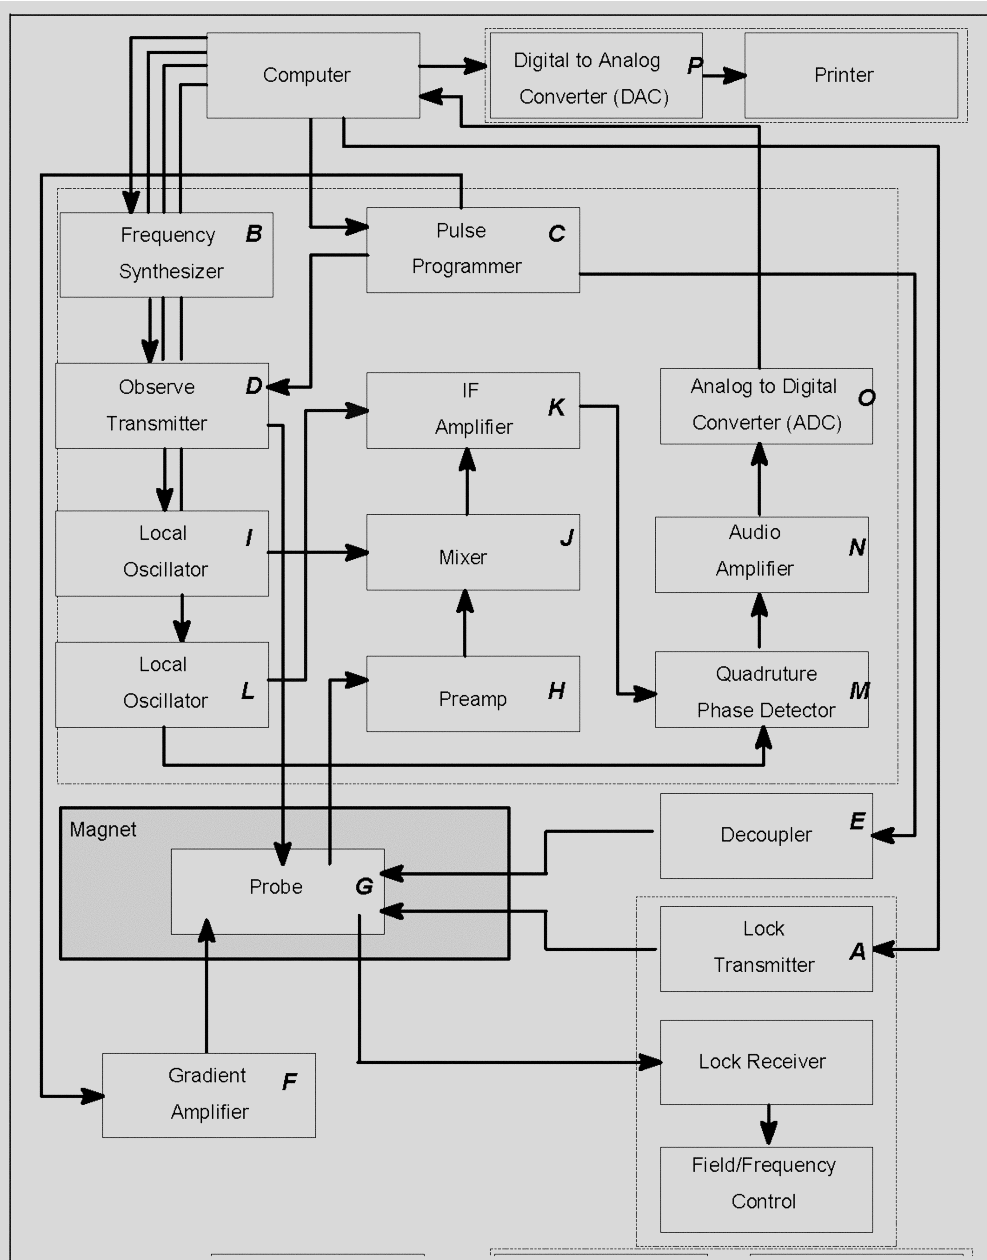 Computer
Digital to Analog
Converter (DAC)
P
Printer
Frequency
Synthesizer
B
Pulse
Programmer
C
Observe
Transmitter
D
IF
Amplifier
K
Analog to Digital
Converter (ADC)
O
Local
Oscillator
I
Mixer
J
Audio
Amplifier
N
Local
Oscillator
L
Preamp
H
Quadruture
Phase Detector
M
Magnet
Probe
G
Decoupler
E
Lock
Transmitter
A
Gradient
Amplifier
F
Lock Receiver
Field/Frequency
Control